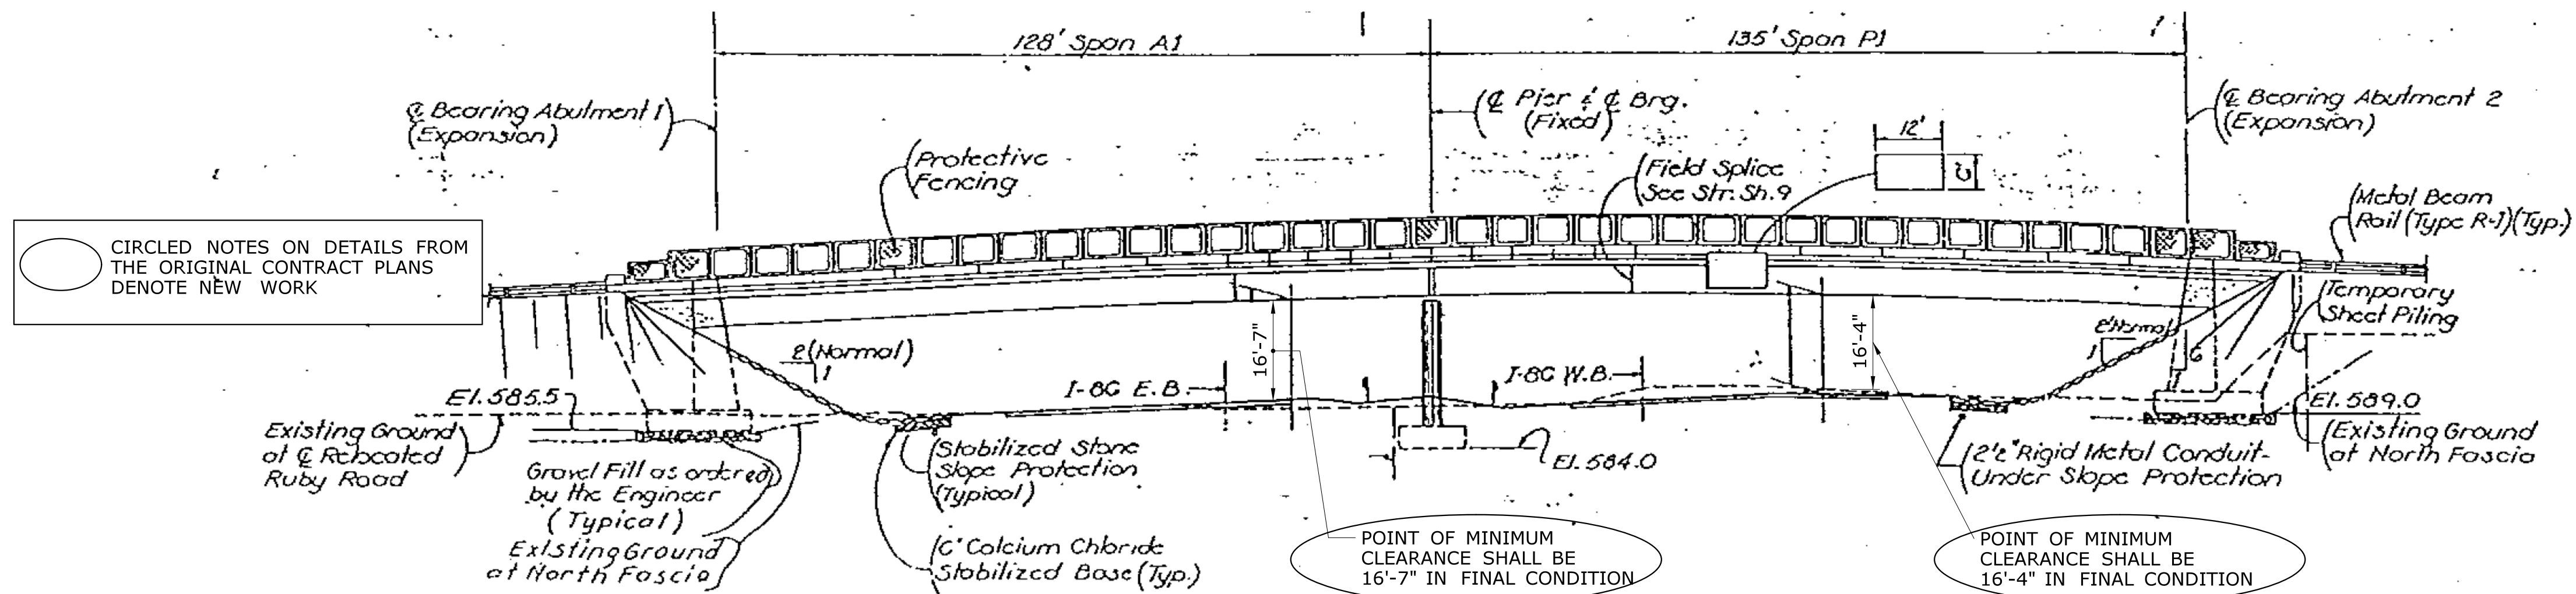 128' Span A1
135' Span P1
℄ Bearing Abutment 1
(Expansion)
℄ Pier & ℄ Brg.
(Fixed)
12'
℄ Bearing Abutment 2
(Expansion)
Protective
Fencing
Field Splice
See Str. Sh. 9
Metal Beam
Rail (Type R-1)(Typ.)
CIRCLED NOTES ON DETAILS FROM
THE ORIGINAL CONTRACT PLANS
DENOTE NEW WORK
Temporary
Sheet Piling
2 (Normal)
1
16'-7"
16'-4"
2 Normal
1
6
I-86 E.B.
I-86 W.B.
El. 585.5
El. 589.0
Existing Ground
at ℄ Relocated
Ruby Road
Gravel Fill as ordered
by the Engineer
(Typical)
Existing Ground
at North Fascia
Stabilized Stone
Slope Protection
(Typical)
6" Calcium Chloride
Stabilized Base (Typ.)
El. 584.0
Rigid Metal Conduit-
Under Slope Protection
Existing Ground
at North Fascia
POINT OF MINIMUM
CLEARANCE SHALL BE
16'-7" IN FINAL CONDITION
POINT OF MINIMUM
CLEARANCE SHALL BE
16'-4" IN FINAL CONDITION